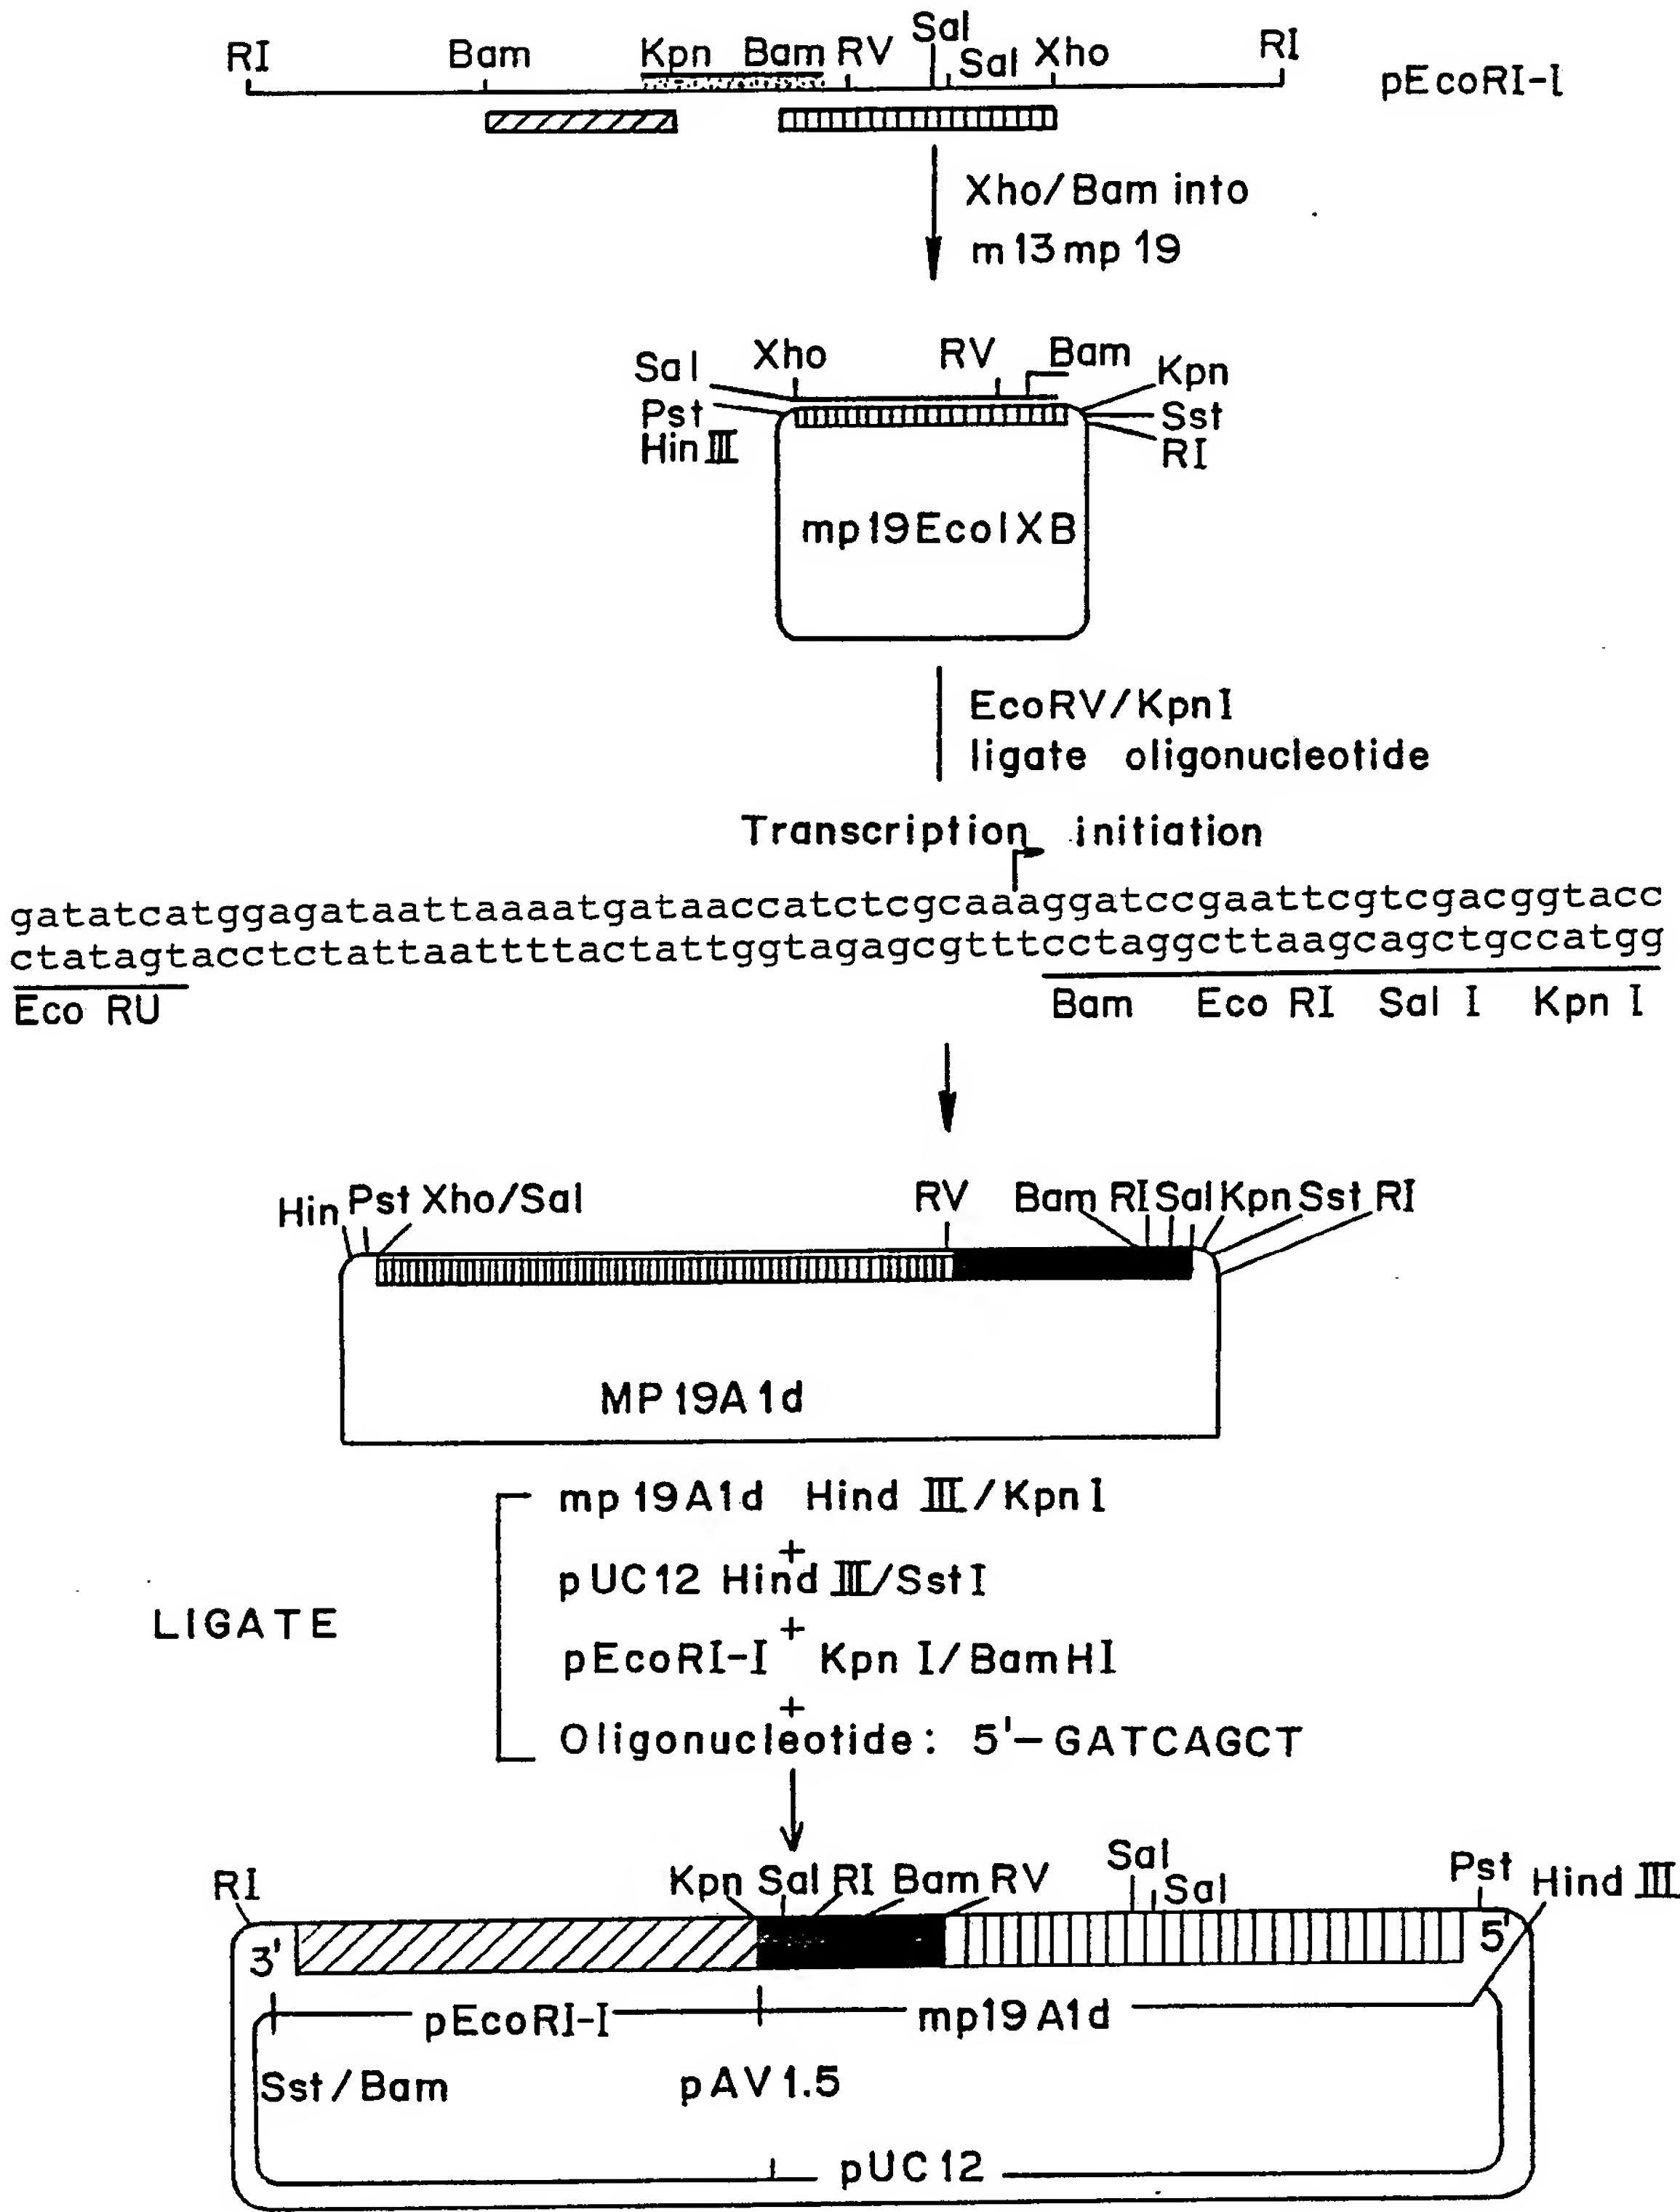 RI Bam Kpn Bam RV Sal Sal Xho RI pEcoRI-I
Xho/Bam into
m13mp19
Sal Xho RV Bam Kpn
Pst Sst
Hin III RI
mp19EcoIXB
EcoRV/KpnI
ligate oligonucleotide
Transcription initiation
gatatcatggagataattaaaatgataaccatctcgcaaaggatccgaattcgtcgacggtacc
ctatagtacctctattaattttactattggtagagcgtttcctaggcttaagcagctgccatgg
Eco RU Bam Eco RI Sal I Kpn I
Hin Pst Xho/Sal RV Bam RI Sal Kpn Sst RI
MP19A1d
mp19A1d Hind III/KpnI
+
pUC12 Hind III/SstI
LIGATE
+
pEcoRI-I Kpn I/BamHI
+
Oligonucleotide: 5'-GATCAGCT
RI Kpn Sal RI Bam RV Sal Sal Pst Hind III
3' 5'
pEcoRI-I mp19A1d
Sst/Bam pAV1.5
pUC12